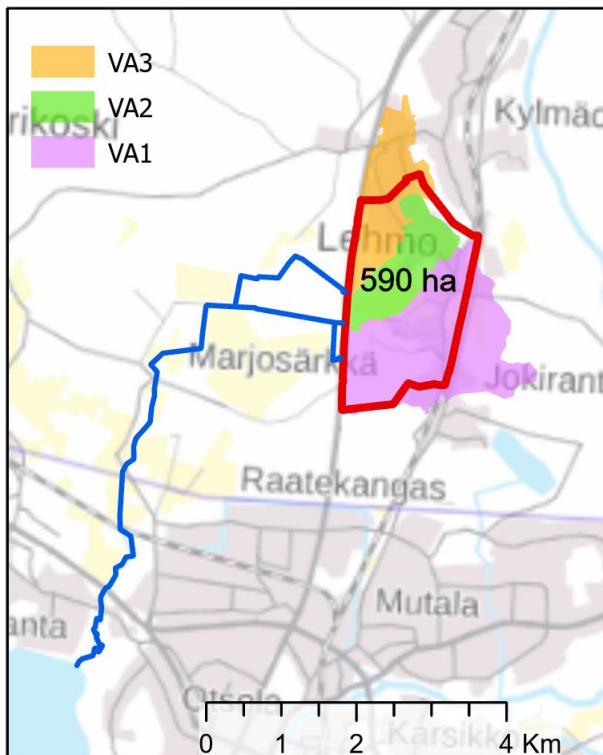 VA3
VA2
VA1
rikoski
Kylmäo
Lehmo
590 ha
Marjosärkkä
Jokirant
Raatekangas
Mutala
anta
Otsola
Karsikko
0 1 2 4 Km